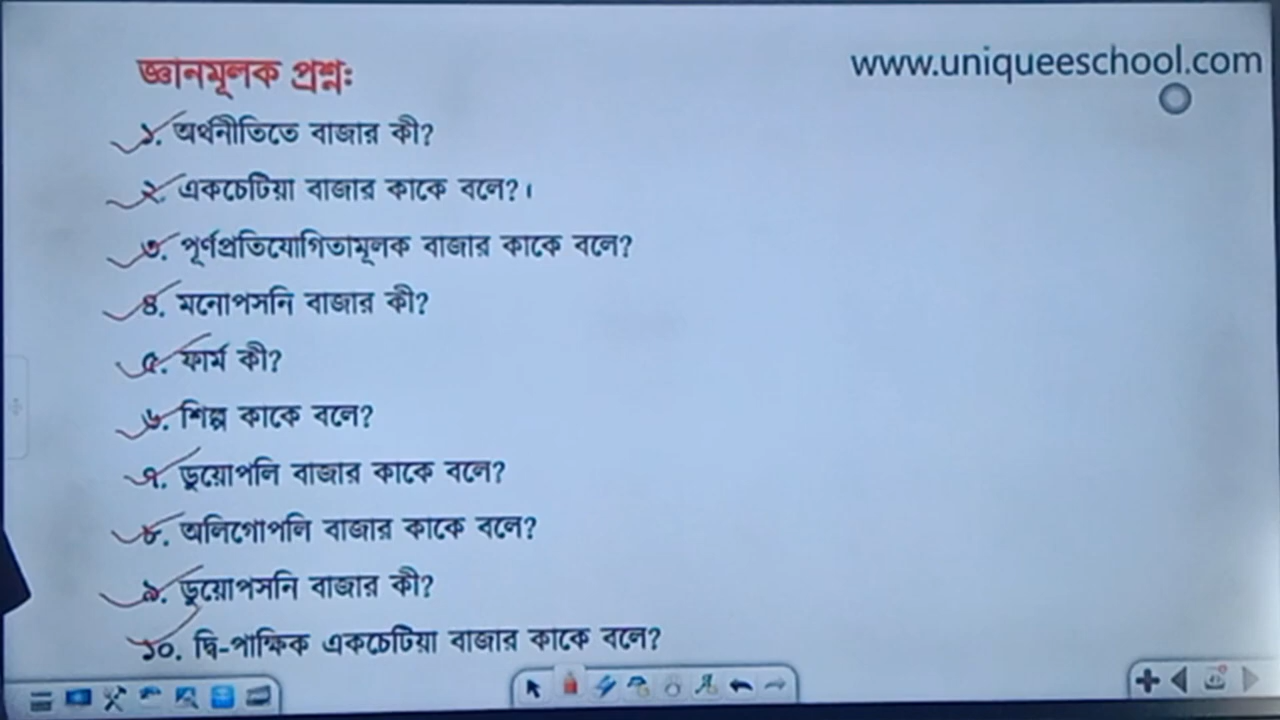 জ্ঞানমূলক প্রশ্নঃ
www.uniqueeschool.com
১. অর্থনীতিতে বাজার কী?
২. একচেটিয়া বাজার কাকে বলে?।
৩. পূর্ণপ্রতিযোগিতামূলক বাজার কাকে বলে?
৪. মনোপসনি বাজার কী?
৫. ফার্ম কী?
৬. শিল্প কাকে বলে?
৭. ডুয়োপলি বাজার কাকে বলে?
৮. অলিগোপলি বাজার কাকে বলে?
৯. ডুয়োপসনি বাজার কী?
১০. দ্বি-পাক্ষিক একচেটিয়া বাজার কাকে বলে?